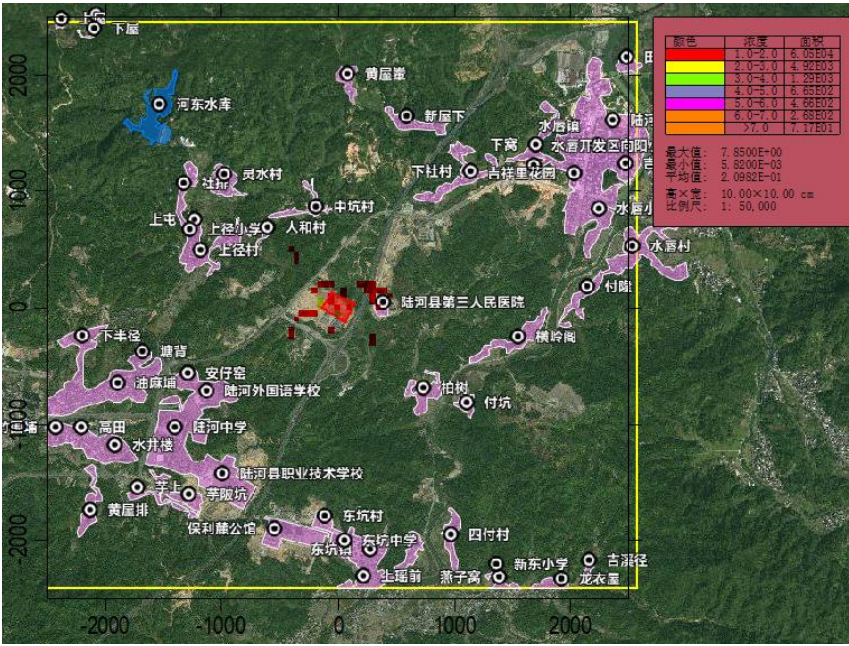 上屋
下屋
河东水库
黄屋嵐
新屋下
水唇镇
下窝
水唇开发区向阳
下社村
吉祥里花园
灵水村
社排
中坑村
上屯
上径小学
人和村
上径村
水唇村
付隆
陆河县第三人民医院
横岭阁
下半径
塘背
油麻埔
安仔窑
陆河外国语学校
柏树
付坑
高田
陆河中学
水井楼
陆河县职业技术学校
芋上
芋陂坑
黄屋排
保利麓公馆
东坑村
东坑中学
东坑镇
四付村
上瑶前
燕子窝
新东小学
吉溪径
龙衣屋
颜色 浓度 面积
1.0-2.0 6.05E04
2.0-3.0 4.92E03
3.0-4.0 1.29E03
4.0-5.0 6.65E02
5.0-6.0 4.66E02
6.0-7.0 2.68E02
>7.0 7.17E01
最大值: 7.8500E+00
最小值: 5.8200E-03
平均值: 2.0982E-01
高×宽: 10.00×10.00 cm
比例尺: 1: 50,000
2000
1000
0
-1000
-2000
-2000 -1000 0 1000 2000